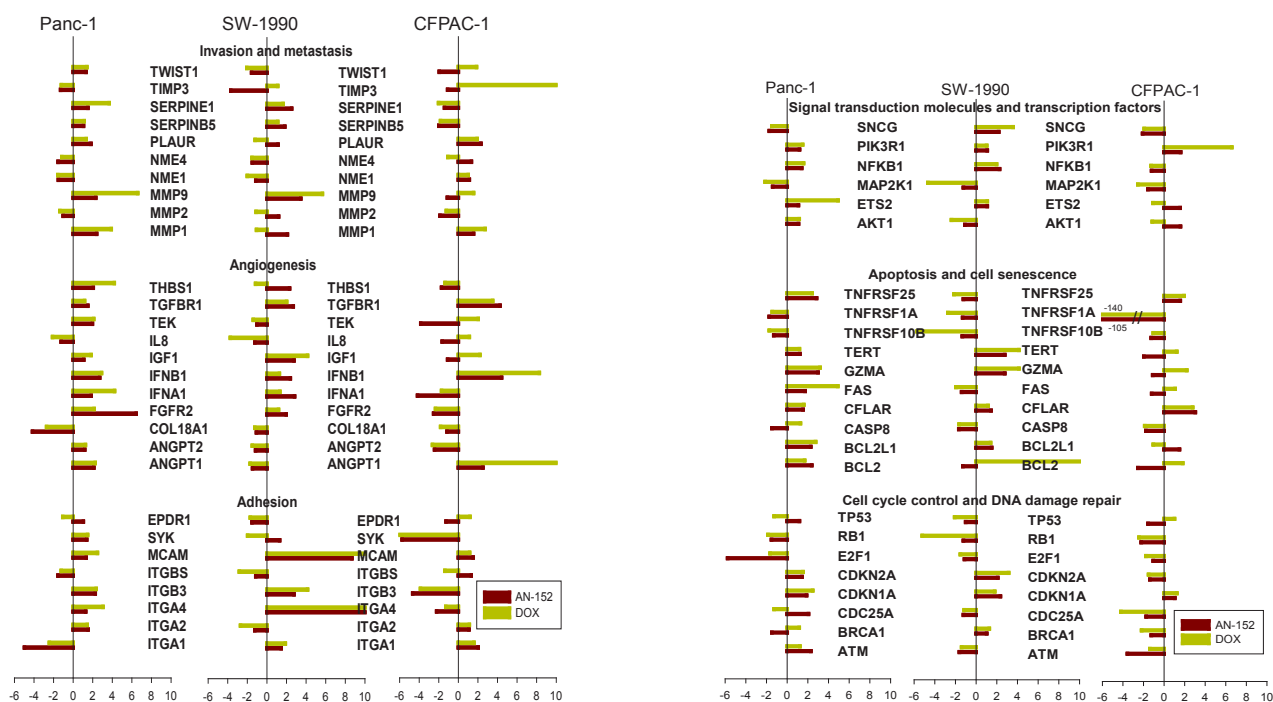 Panc-1 SW-1990 CFPAC-1
Invasion and metastasis
TWIST1 TWIST1
TIMP3 TIMP3
SERPINE1 SERPINE1
SERPINB5 SERPINB5
PLAUR PLAUR
NME4 NME4
NME1 NME1
MMP9 MMP9
MMP2 MMP2
MMP1 MMP1
Angiogenesis
THBS1 THBS1
TGFBR1 TGFBR1
TEK TEK
IL8 IL8
IGF1 IGF1
IFNB1 IFNB1
IFNA1 IFNA1
FGFR2 FGFR2
COL18A1 COL18A1
ANGPT2 ANGPT2
ANGPT1 ANGPT1
Adhesion
EPDR1 EPDR1
SYK SYK
MCAM MCAM
ITGBS ITGBS
ITGB3 ITGB3
ITGA4 ITGA4
ITGA2 ITGA2
ITGA1 ITGA1
AN-152
DOX
-6 -4 -2 0 2 4 6 8 10 -6 -4 -2 0 2 4 6 8 10 -6 -4 -2 0 2 4 6 8 10
Panc-1 SW-1990 CFPAC-1
Signal transduction molecules and transcription factors
SNCG SNCG
PIK3R1 PIK3R1
NFKB1 NFKB1
MAP2K1 MAP2K1
ETS2 ETS2
AKT1 AKT1
Apoptosis and cell senescence
TNFRSF25 TNFRSF25
TNFRSF1A TNFRSF1A -140 //
TNFRSF10B TNFRSF10B -105
TERT TERT
GZMA GZMA
FAS FAS
CFLAR CFLAR
CASP8 CASP8
BCL2L1 BCL2L1
BCL2 BCL2
Cell cycle control and DNA damage repair
TP53 TP53
RB1 RB1
E2F1 E2F1
CDKN2A CDKN2A
CDKN1A CDKN1A
CDC25A CDC25A
BRCA1 BRCA1
ATM ATM
AN-152
DOX
-6 -4 -2 0 2 4 6 8 10 -6 -4 -2 0 2 4 6 8 10 -6 -4 -2 0 2 4 6 8 10